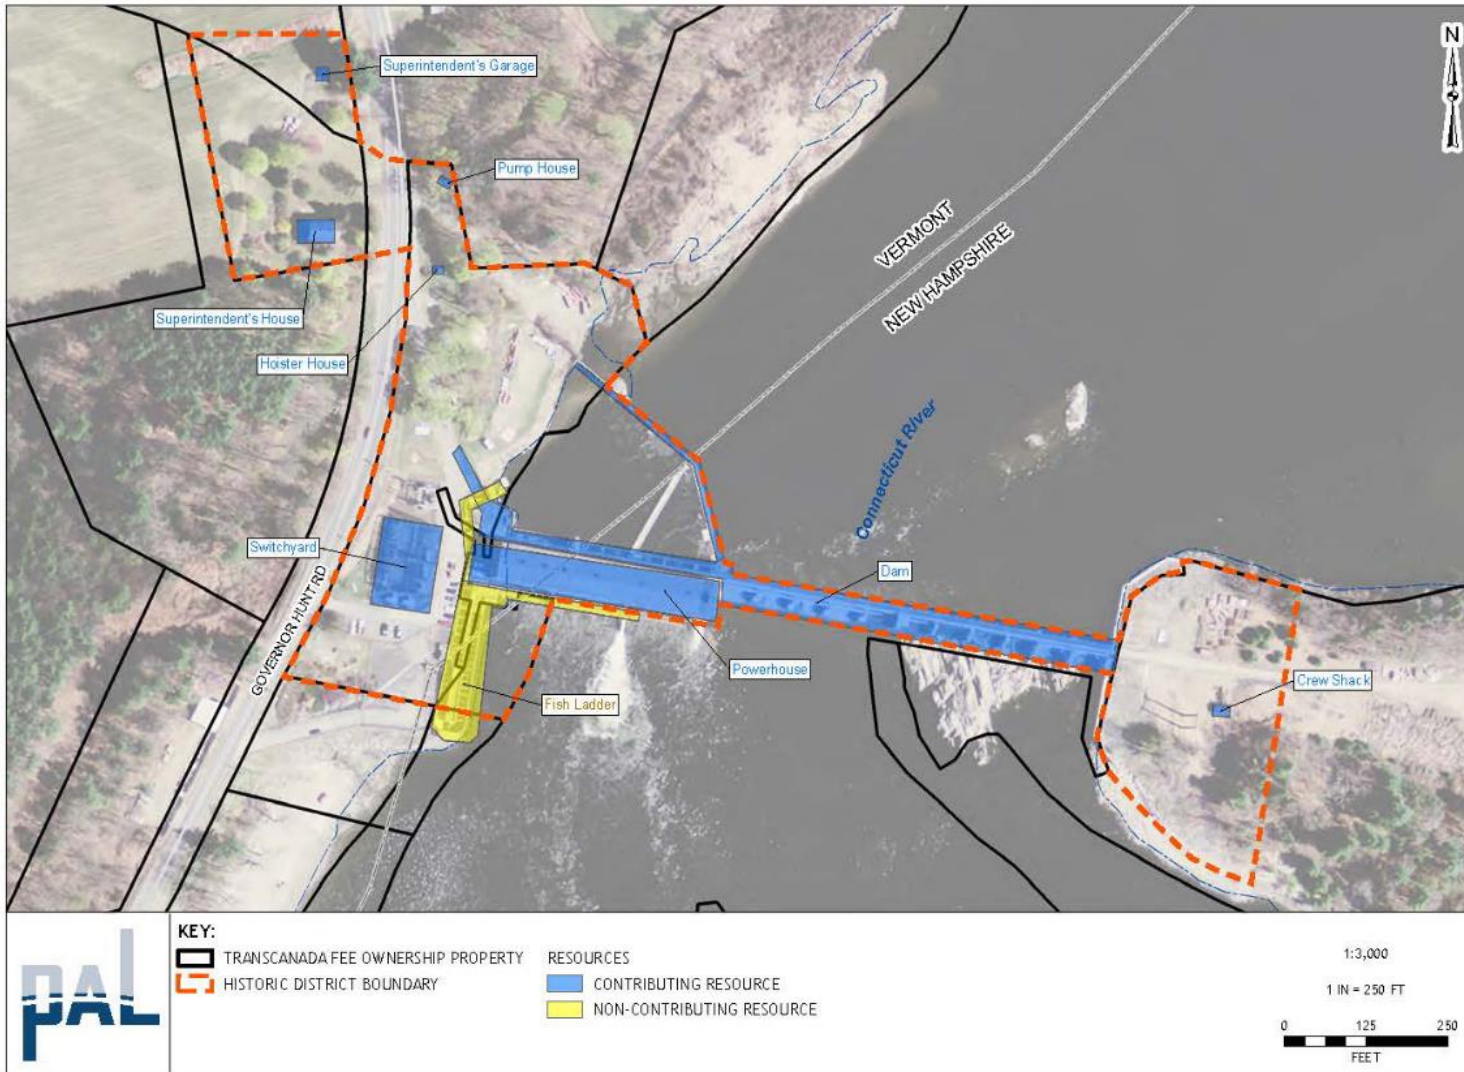 N
Superintendent's Garage
Pump House
VERMONT
NEW HAMPSHIRE
Superintendent's House
Hoister House
Connecticut River
Switchyard
Dam
GOVERNOR HUNT RD
Powerhouse
Crew Shack
Fish Ladder
pal
KEY:
TRANSCANADA FEE OWNERSHIP PROPERTY
HISTORIC DISTRICT BOUNDARY
RESOURCES
CONTRIBUTING RESOURCE
NON-CONTRIBUTING RESOURCE
1:3,000
1 IN = 250 FT
0 125 250
FEET